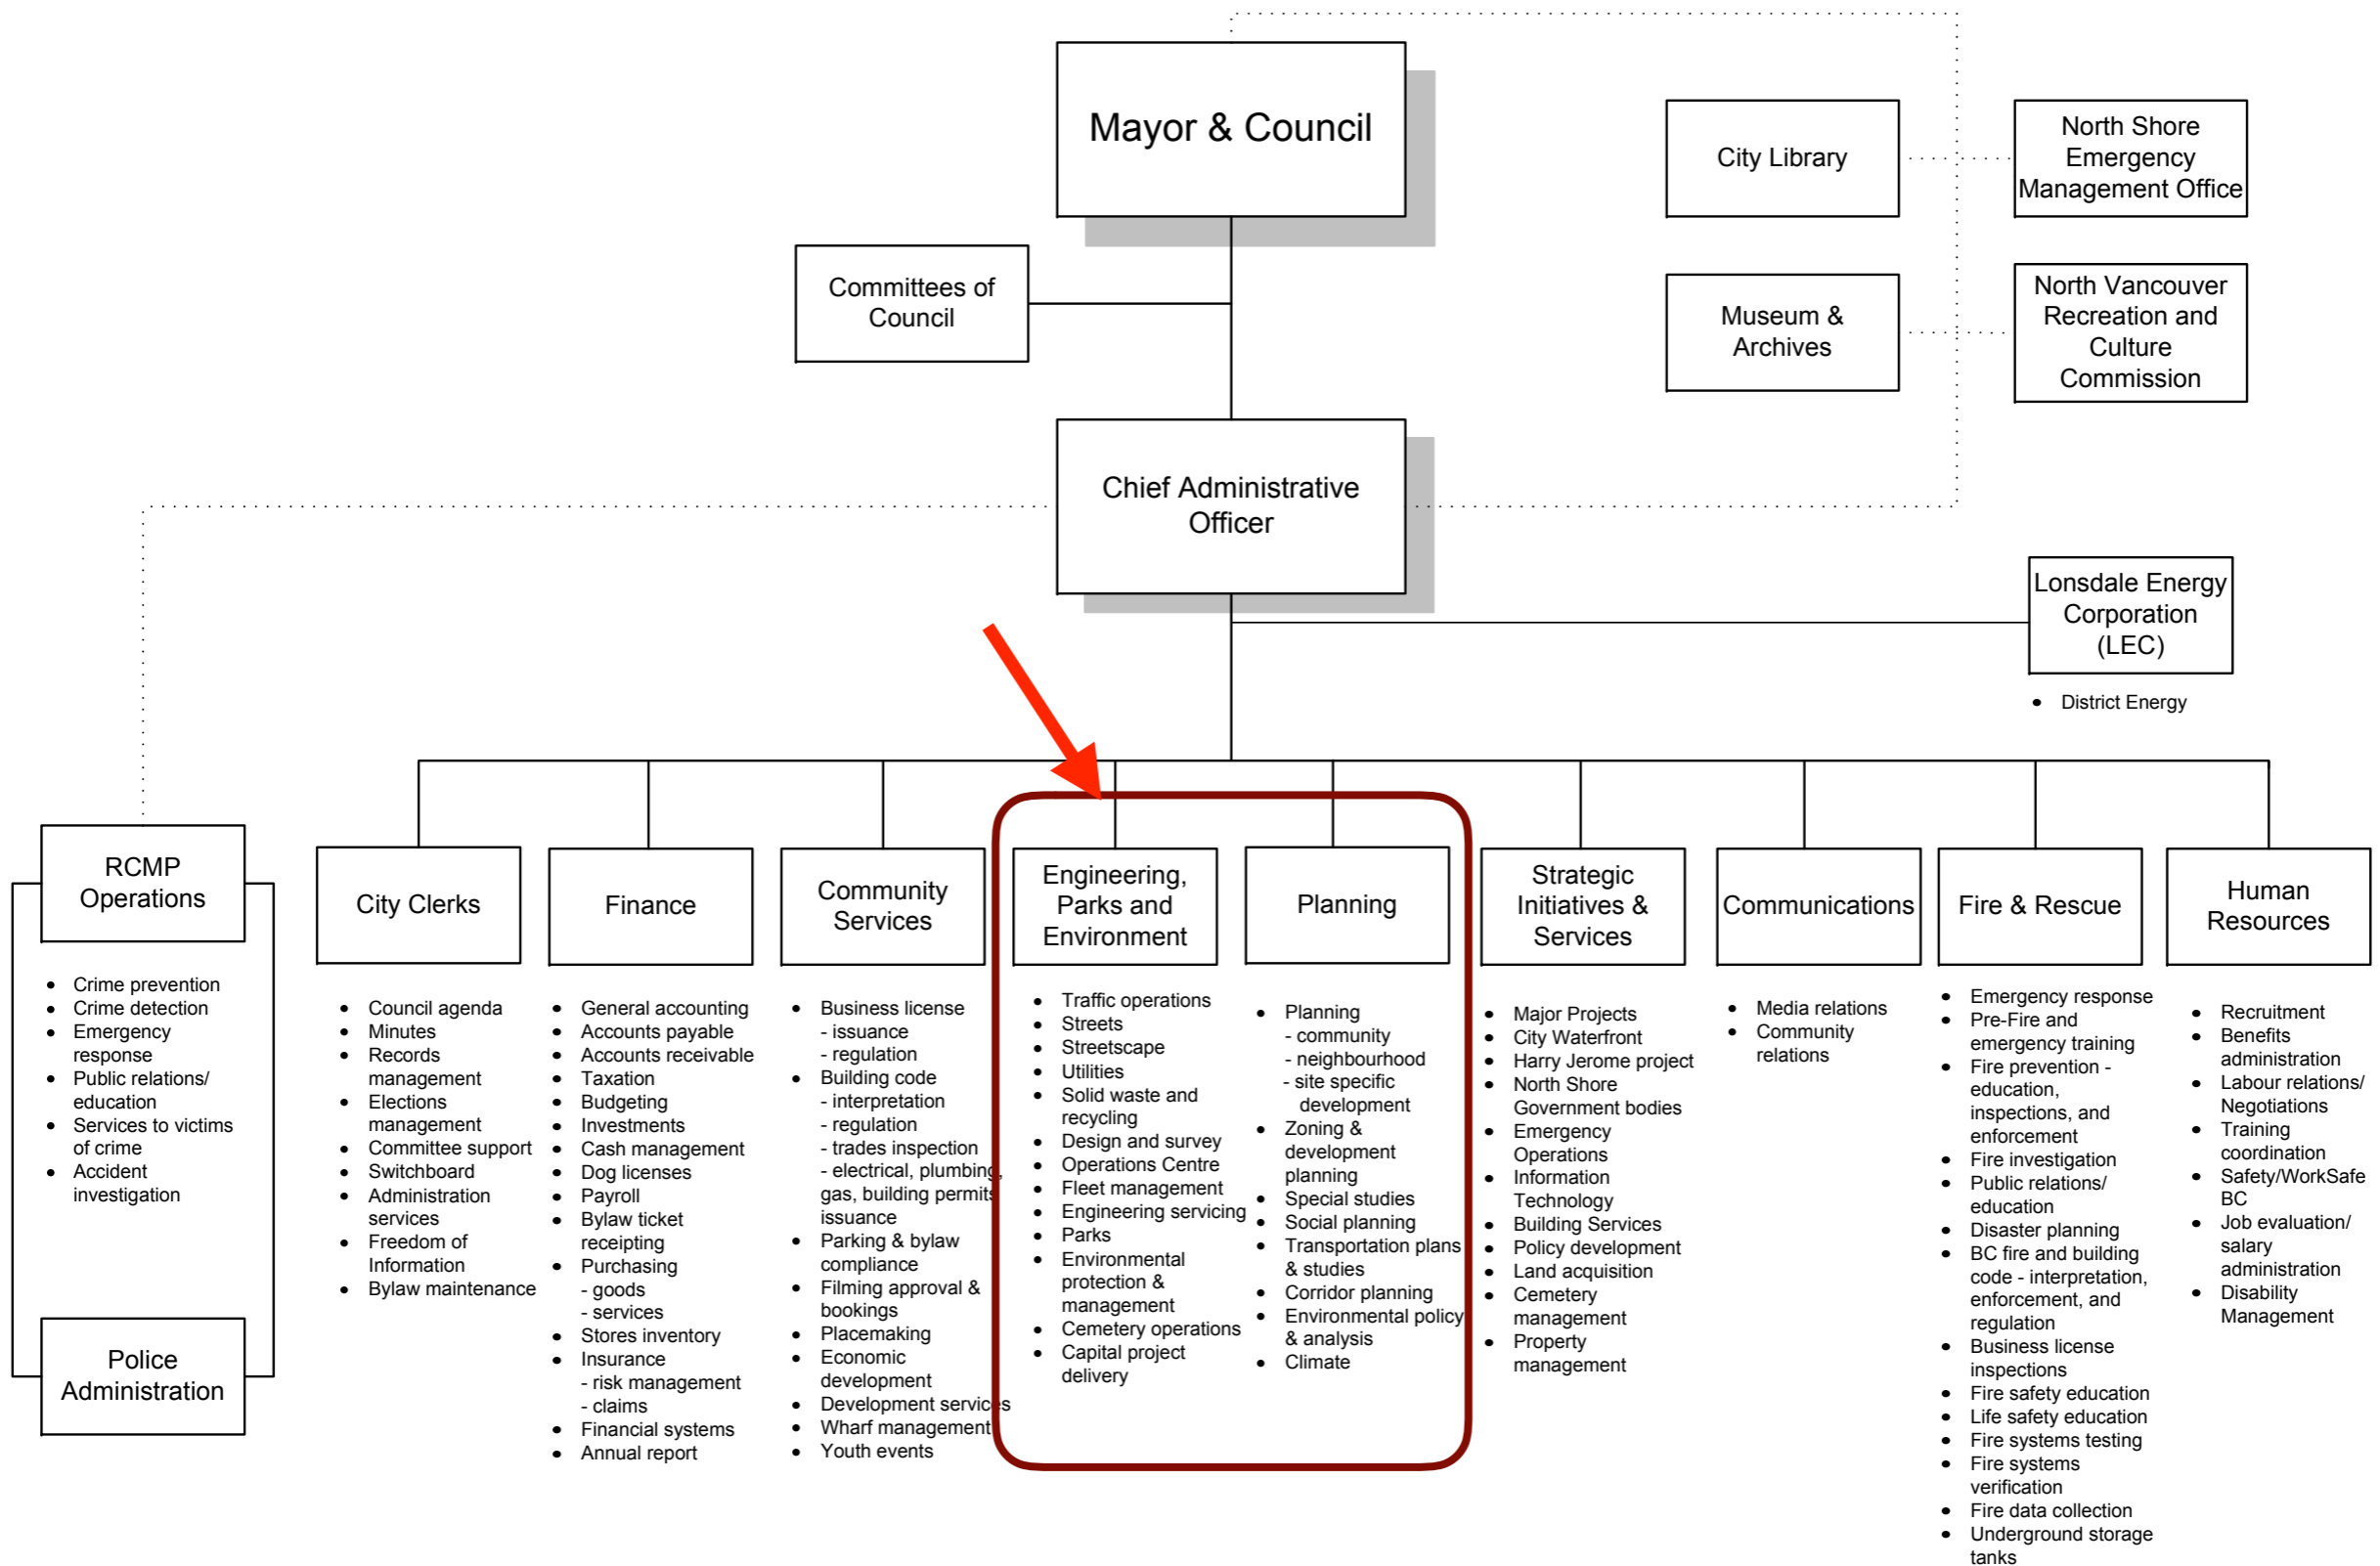 Mayor & Council
City Library
North Shore
Emergency
Management Office
Committees of
Council
Museum &
Archives
North Vancouver
Recreation and
Culture
Commission
Chief Administrative
Officer
Lonsdale Energy
Corporation
(LEC)
• District Energy
RCMP
Operations
• Crime prevention
• Crime detection
• Emergency
response
• Public relations/
education
• Services to victims
of crime
• Accident
investigation
Police
Administration
City Clerks
• Council agenda
• Minutes
• Records
management
• Elections
management
• Committee support
• Switchboard
• Administration
services
• Freedom of
Information
• Bylaw maintenance
Finance
• General accounting
• Accounts payable
• Accounts receivable
• Taxation
• Budgeting
• Investments
• Cash management
• Dog licenses
• Payroll
• Bylaw ticket
receipting
• Purchasing
- goods
- services
• Stores inventory
• Insurance
- risk management
- claims
• Financial systems
• Annual report
Community
Services
• Business license
- issuance
- regulation
• Building code
- interpretation
- regulation
- trades inspection
- electrical, plumbing,
gas, building permits
issuance
• Parking & bylaw
compliance
• Filming approval &
bookings
• Placemaking
• Economic
development
• Development services
• Wharf management
• Youth events
Engineering,
Parks and
Environment
• Traffic operations
• Streets
• Streetscape
• Utilities
• Solid waste and
recycling
• Design and survey
• Operations Centre
• Fleet management
• Engineering servicing
• Parks
• Environmental
protection &
management
• Cemetery operations
• Capital project
delivery
Planning
• Planning
- community
- neighbourhood
- site specific
development
• Zoning &
development
planning
• Special studies
• Social planning
• Transportation plans
& studies
• Corridor planning
• Environmental policy
& analysis
• Climate
Strategic
Initiatives &
Services
• Major Projects
• City Waterfront
• Harry Jerome project
• North Shore
Government bodies
• Emergency
Operations
• Information
Technology
• Building Services
• Policy development
• Land acquisition
• Cemetery
management
• Property
management
Communications
• Media relations
• Community
relations
Fire & Rescue
• Emergency response
• Pre-Fire and
emergency training
• Fire prevention -
education,
inspections, and
enforcement
• Fire investigation
• Public relations/
education
• Disaster planning
• BC fire and building
code - interpretation,
enforcement, and
regulation
• Business license
inspections
• Fire safety education
• Life safety education
• Fire systems testing
• Fire systems
verification
• Fire data collection
• Underground storage
tanks
Human
Resources
• Recruitment
• Benefits
administration
• Labour relations/
Negotiations
• Training
coordination
• Safety/WorkSafe
BC
• Job evaluation/
salary
administration
• Disability
Management